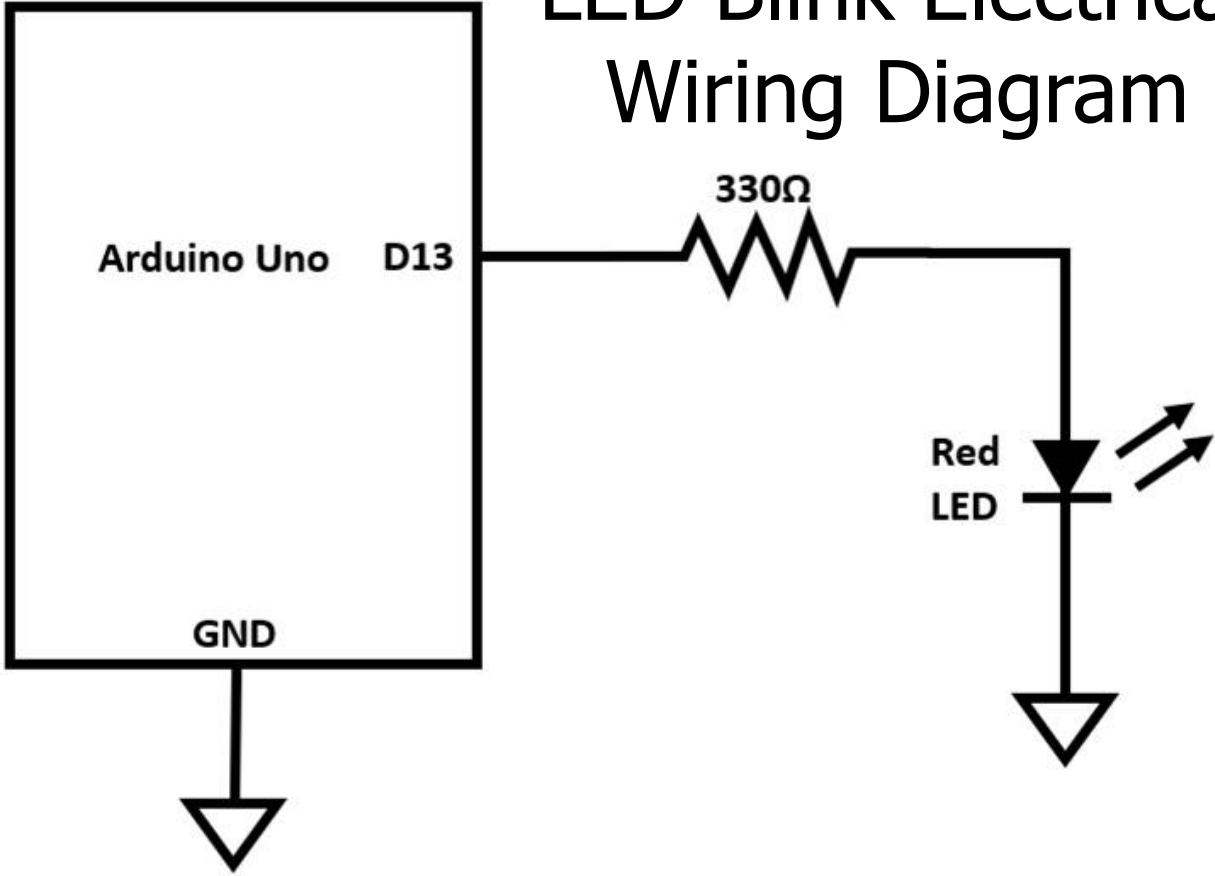 LED Blink Electrica
Wiring Diagram
330Ω
Arduino Uno D13
Red
LED
GND